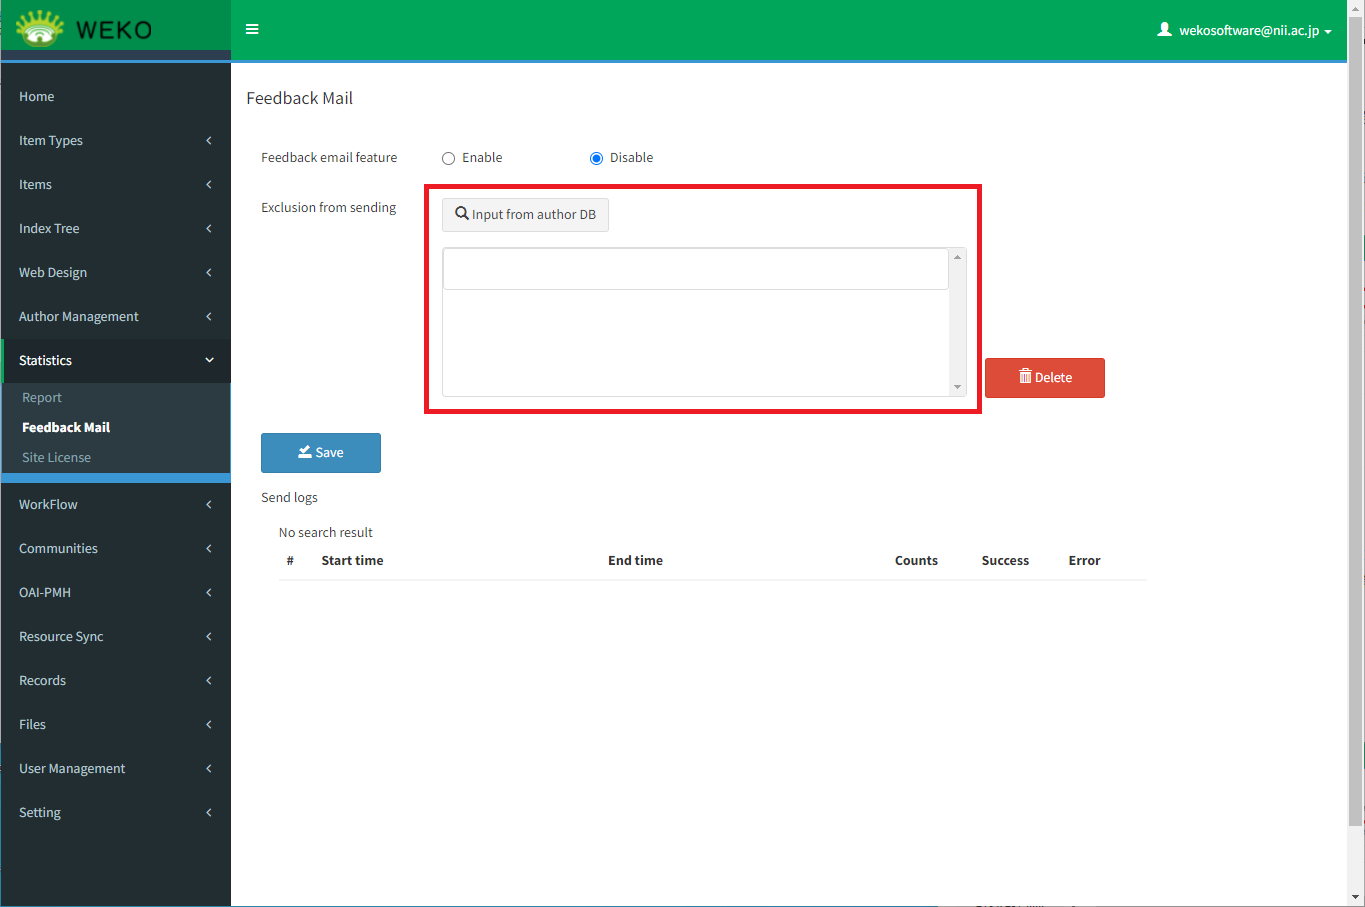 WEKO
wekosoftware@nii.ac.jp
Home
Item Types
Items
Index Tree
Web Design
Author Management
Statistics
Report
Feedback Mail
Site License
WorkFlow
Communities
OAI-PMH
Resource Sync
Records
Files
User Management
Setting
Feedback Mail
Feedback email feature Enable Disable
Exclusion from sending Input from author DB
Delete
Save
Send logs
No search result
# Start time End time Counts Success Error